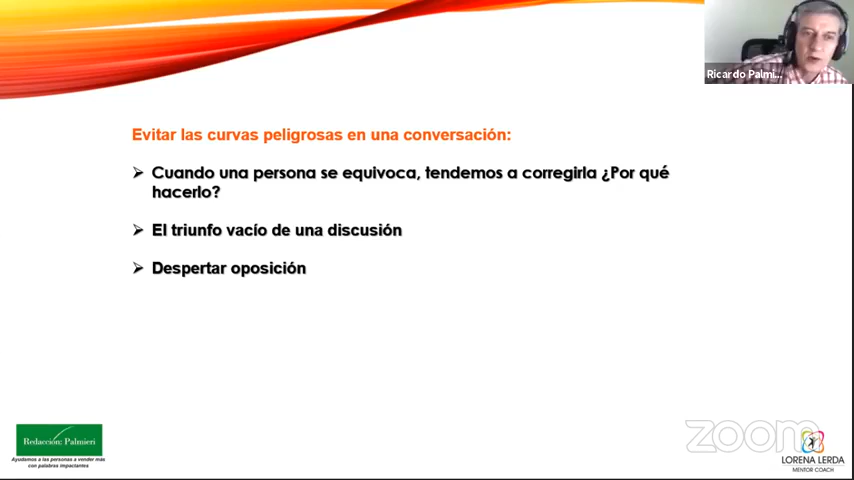 Ricardo Palmi...
Evitar las curvas peligrosas en una conversación:
Cuando una persona se equivoca, tendemos a corregirla ¿Por qué
hacerlo?
El triunfo vacío de una discusión
Despertar oposición
Redacción: Palmieri
Ayudamos a las personas a vender más
con palabras impactantes
zoom
LORENA LERDA
MENTOR COACH